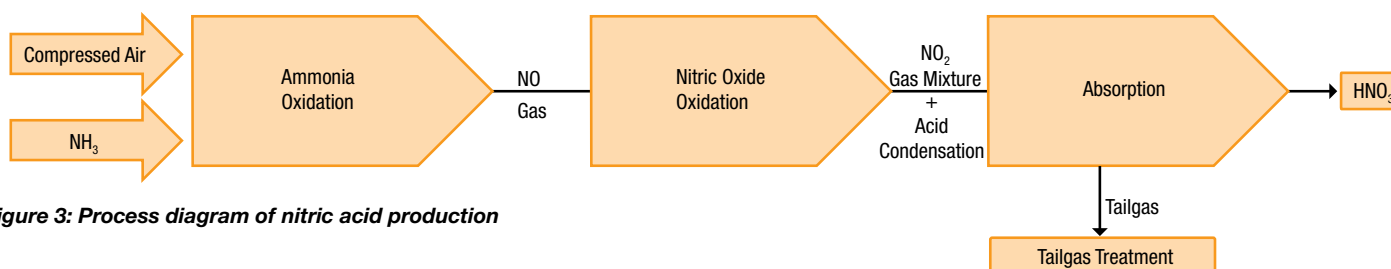 Compressed Air
NH₃
Ammonia
Oxidation
NO
Gas
Nitric Oxide
Oxidation
NO₂
Gas Mixture
+
Acid
Condensation
Absorption
HNO₃
Tailgas
Tailgas Treatment
igure 3: Process diagram of nitric acid production